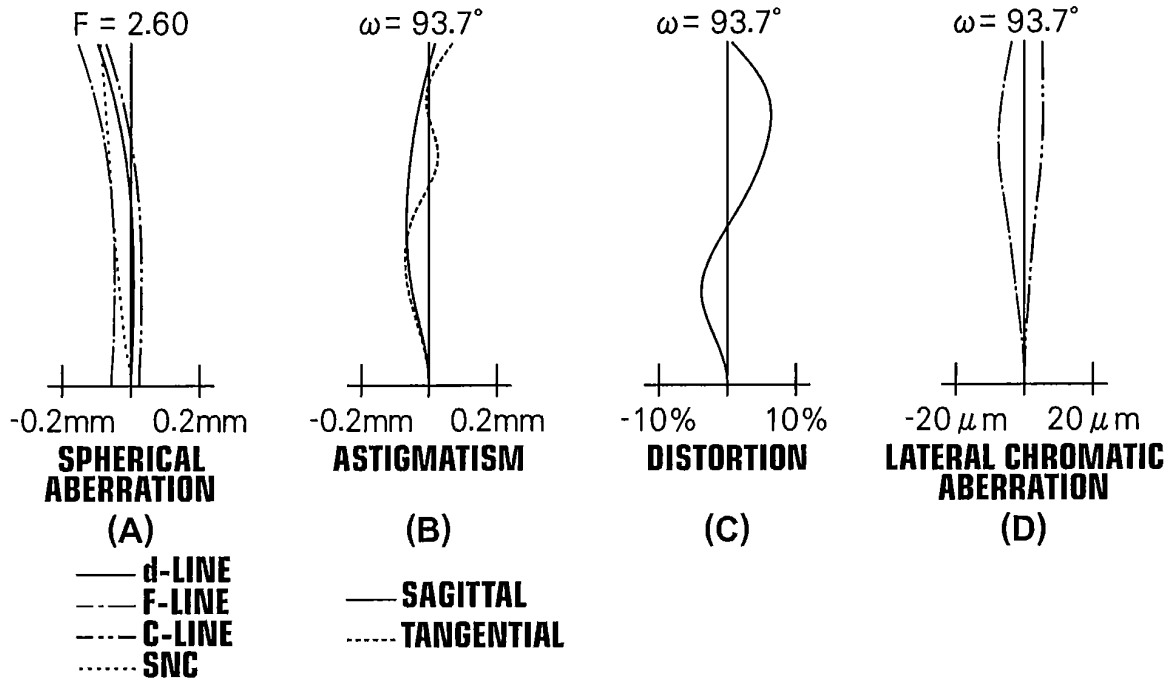 F = 2.60
-0.2mm 0.2mm
SPHERICAL
ABERRATION
(A)
d-LINE
F-LINE
C-LINE
SNC
ω= 93.7°
-0.2mm 0.2mm
ASTIGMATISM
(B)
SAGITTAL
TANGENTIAL
ω= 93.7°
-10% 10%
DISTORTION
(C)
ω= 93.7°
-20 μm 20 μm
LATERAL CHROMATIC
ABERRATION
(D)